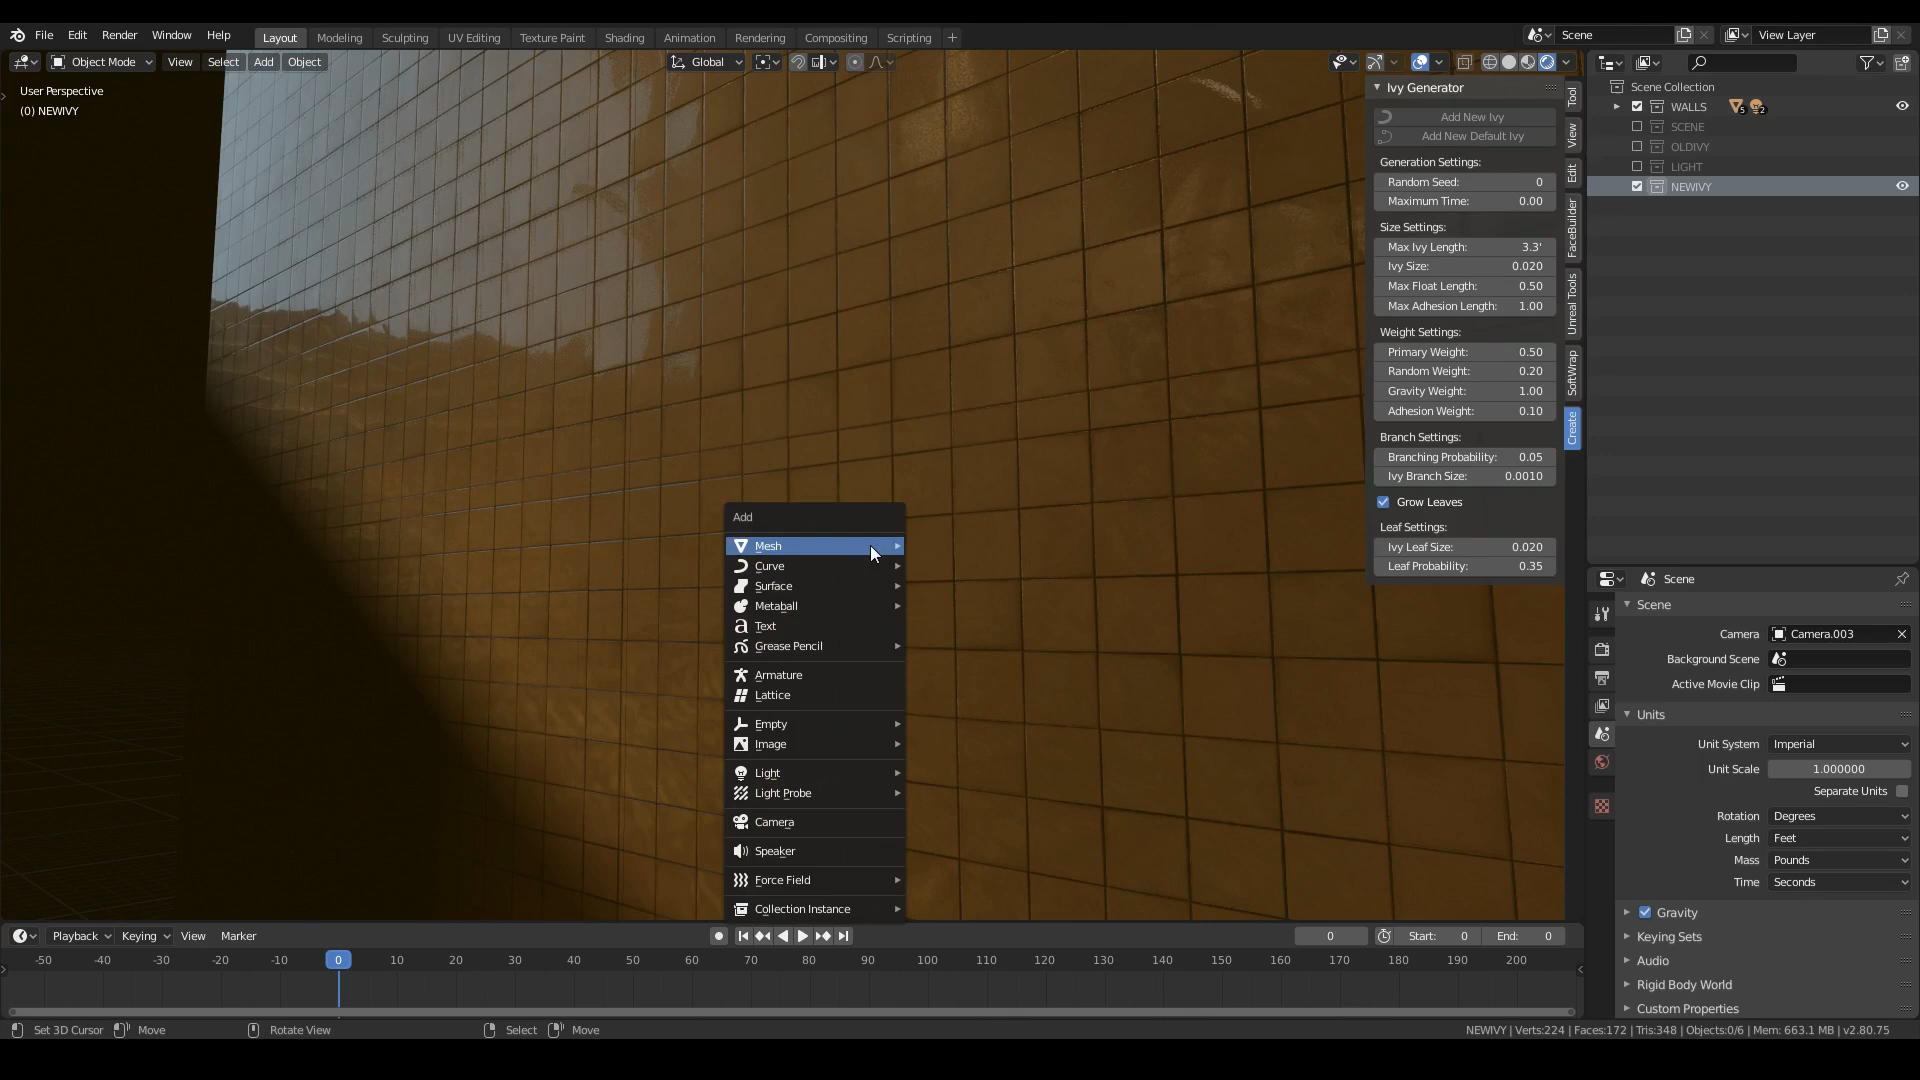 File Edit Render Window Help Layout Modeling Sculpting UV Editing Texture Paint Shading Animation Rendering Compositing Scripting + Scene View Layer
Object Mode View Select Add Object Global
User Perspective
(0) NEWIVY
Ivy Generator
Add New Ivy
Add New Default Ivy
Generation Settings:
Random Seed: 0
Maximum Time: 0.00
Size Settings:
Max Ivy Length: 3.3'
Ivy Size: 0.020
Max Float Length: 0.50
Max Adhesion Length: 1.00
Weight Settings:
Primary Weight: 0.50
Random Weight: 0.20
Gravity Weight: 1.00
Adhesion Weight: 0.10
Branch Settings:
Branching Probability: 0.05
Ivy Branch Size: 0.0010
Grow Leaves
Leaf Settings:
Ivy Leaf Size: 0.020
Leaf Probability: 0.35
Tool
View
Edit
FaceBuilder
Unreal Tools
SoftWrap
Create
Scene Collection
WALLS 5 2
SCENE
OLDIVY
LIGHT
NEWIVY
Add
Mesh
Curve
Surface
Metaball
Text
Grease Pencil
Armature
Lattice
Empty
Image
Light
Light Probe
Camera
Speaker
Force Field
Collection Instance
Scene
Scene
Camera Camera.003
Background Scene
Active Movie Clip
Units
Unit System Imperial
Unit Scale 1.000000
Separate Units
Rotation Degrees
Length Feet
Mass Pounds
Time Seconds
Gravity
Keying Sets
Audio
Rigid Body World
Custom Properties
Playback Keying View Marker 0 Start: 0 End: 0
-50 -40 -30 -20 -10 0 10 20 30 40 50 60 70 80 90 100 110 120 130 140 150 160 170 180 190 200
Set 3D Cursor Move Rotate View Select Move NEWIVY | Verts:224 | Faces:172 | Tris:348 | Objects:0/6 | Mem: 663.1 MB | v2.80.75